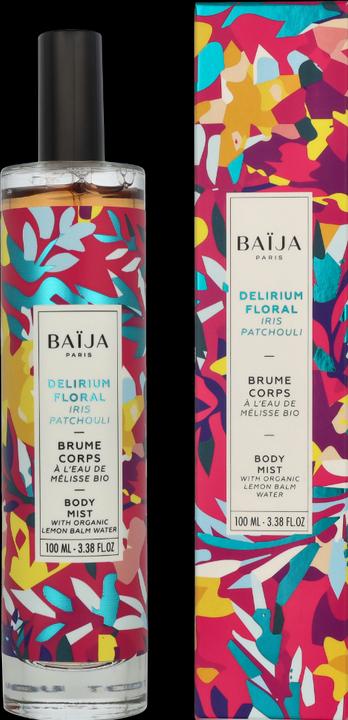 BAÏJA
PARIS
DELIRIUM
FLORAL
IRIS
PATCHOULI
BRUME
CORPS
À L'EAU DE
MÉLISSE BIO
BODY
MIST
WITH ORGANIC
LEMON BALM WATER
100 ML - 3.38 FL.OZ
BAÏJA
PARIS
DELIRIUM
FLORAL
IRIS
PATCHOULI
BRUME
CORPS
À L'EAU DE
MÉLISSE BIO
BODY
MIST
WITH ORGANIC
LEMON BALM
WATER
100 ML - 3.38 FL.OZ